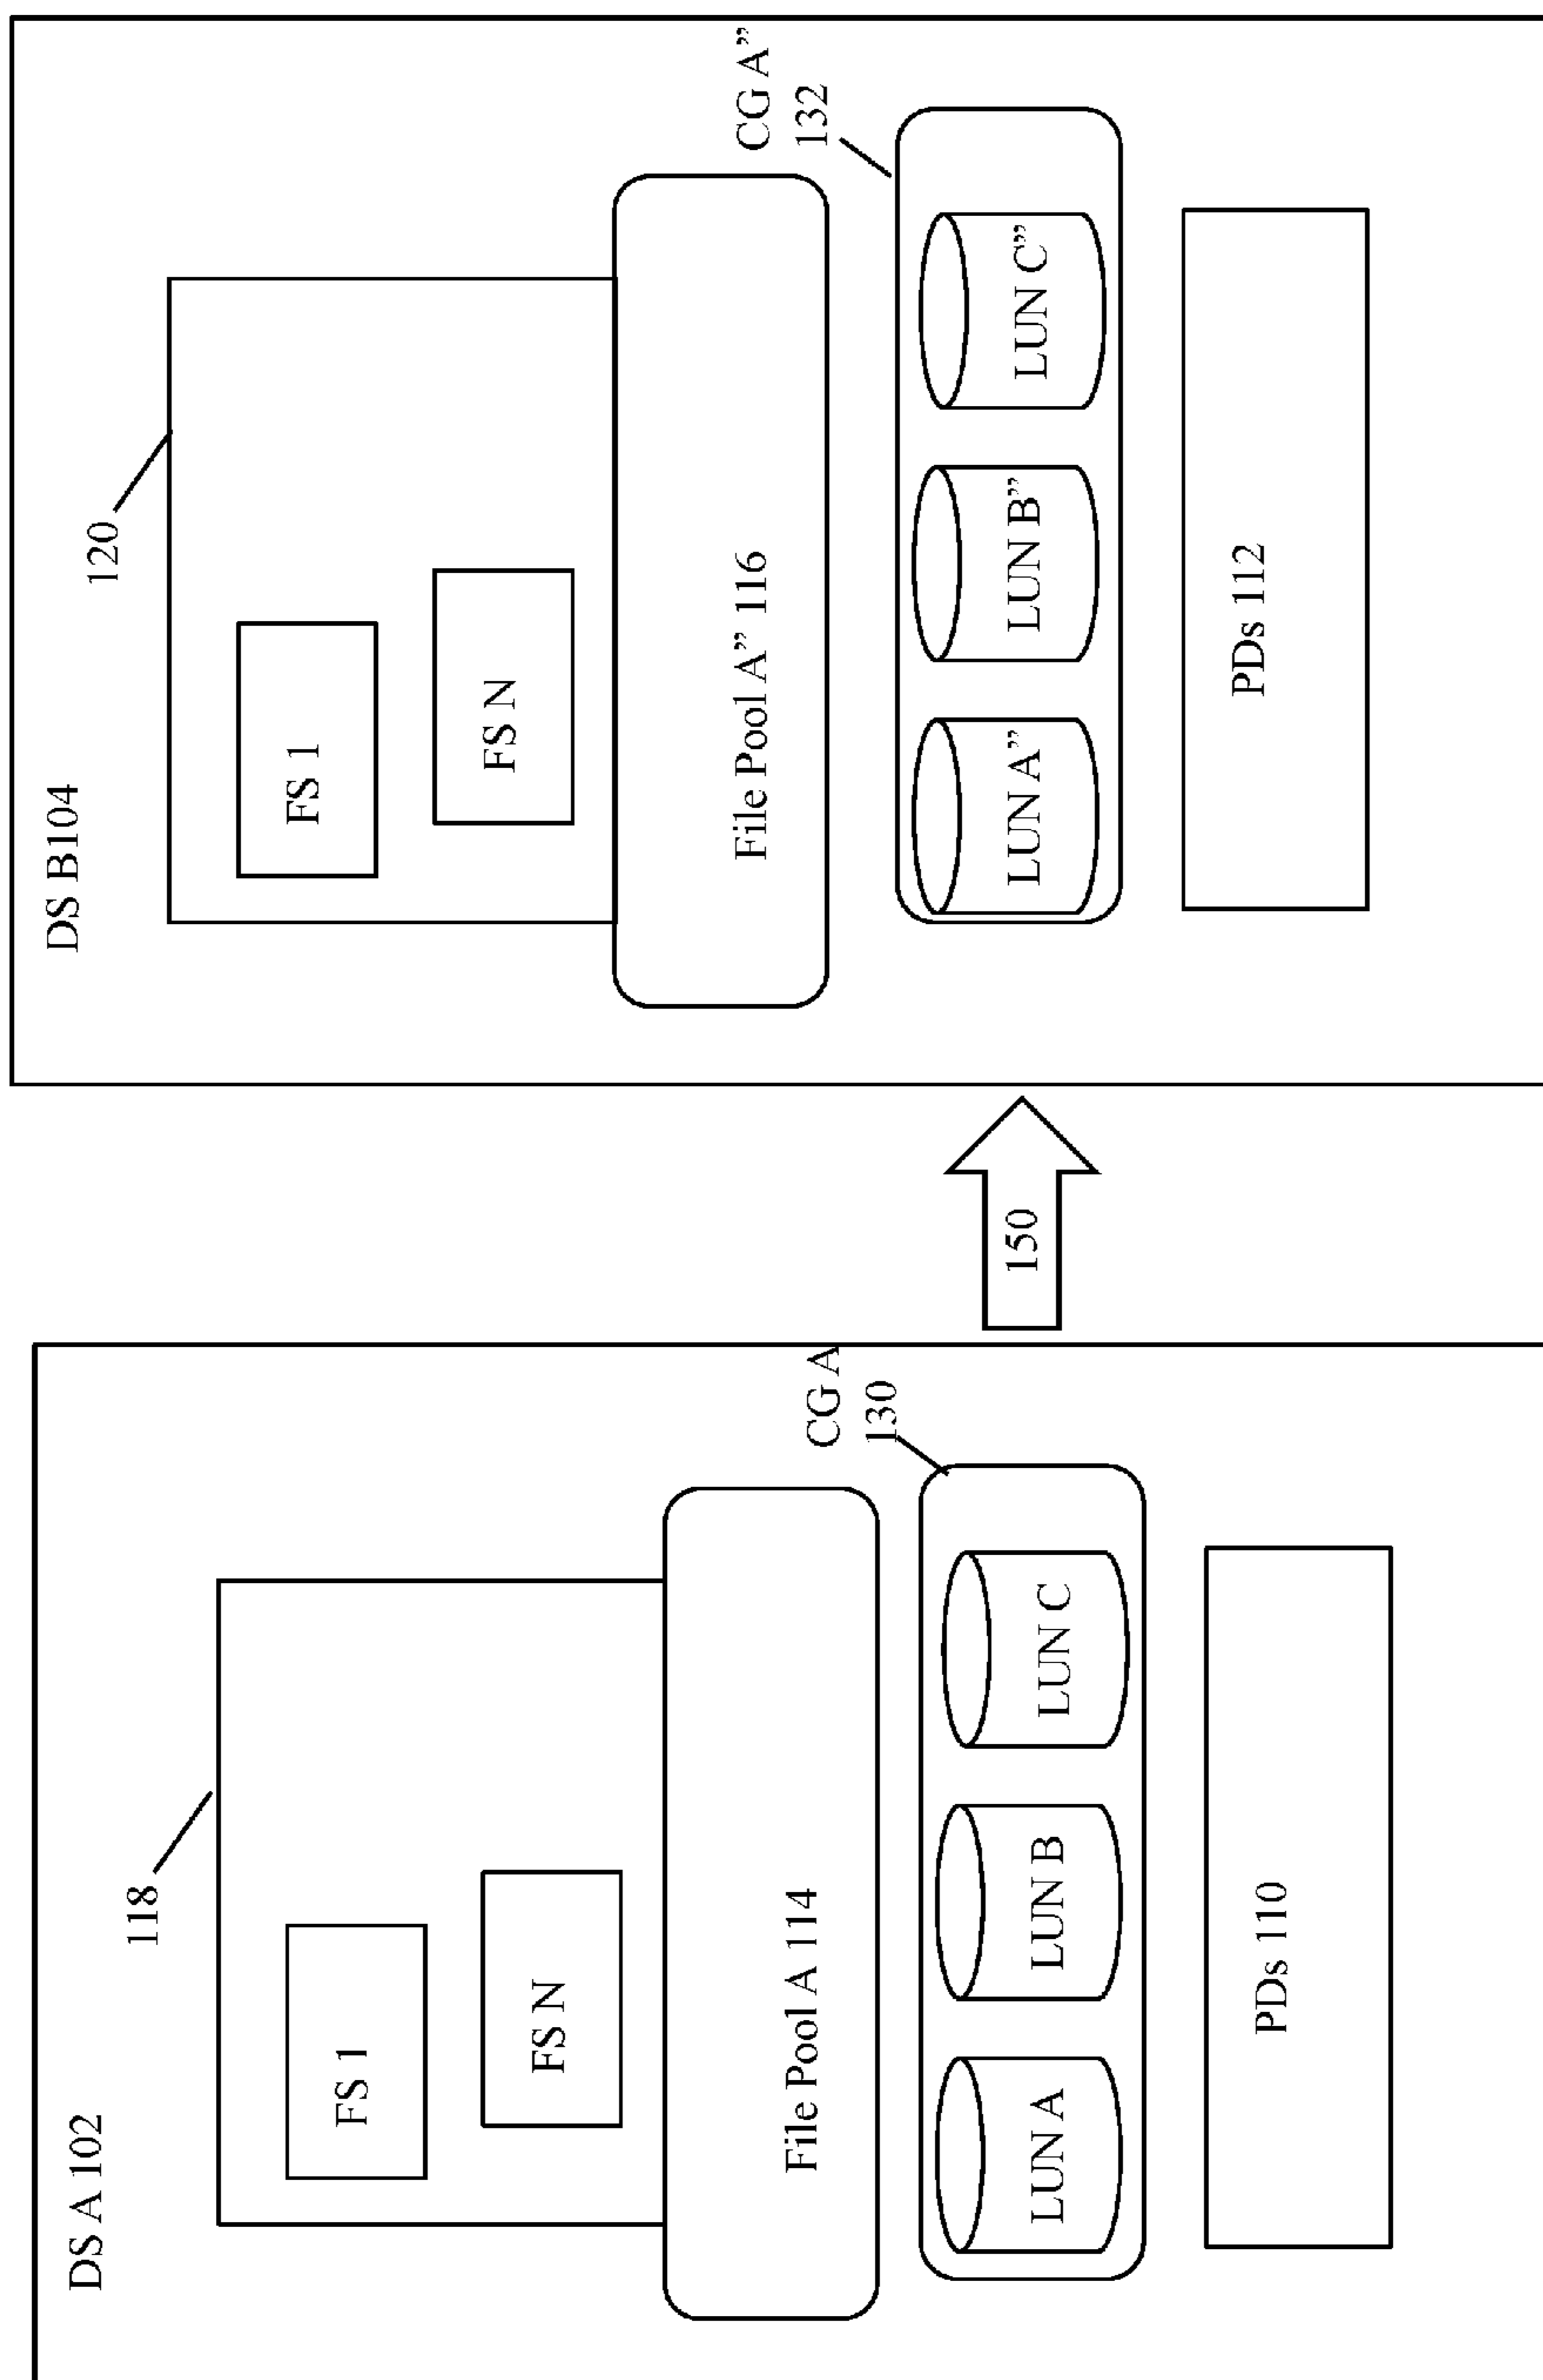 DS A 102
118
FS 1
FS N
File Pool A 114
CG A
130
LUN A
LUN B
LUN C
PDs 110
150
DS B104
120
FS 1
FS N
File Pool A” 116
CG A”
132
LUN A”
LUN B”
LUN C”
PDs 112